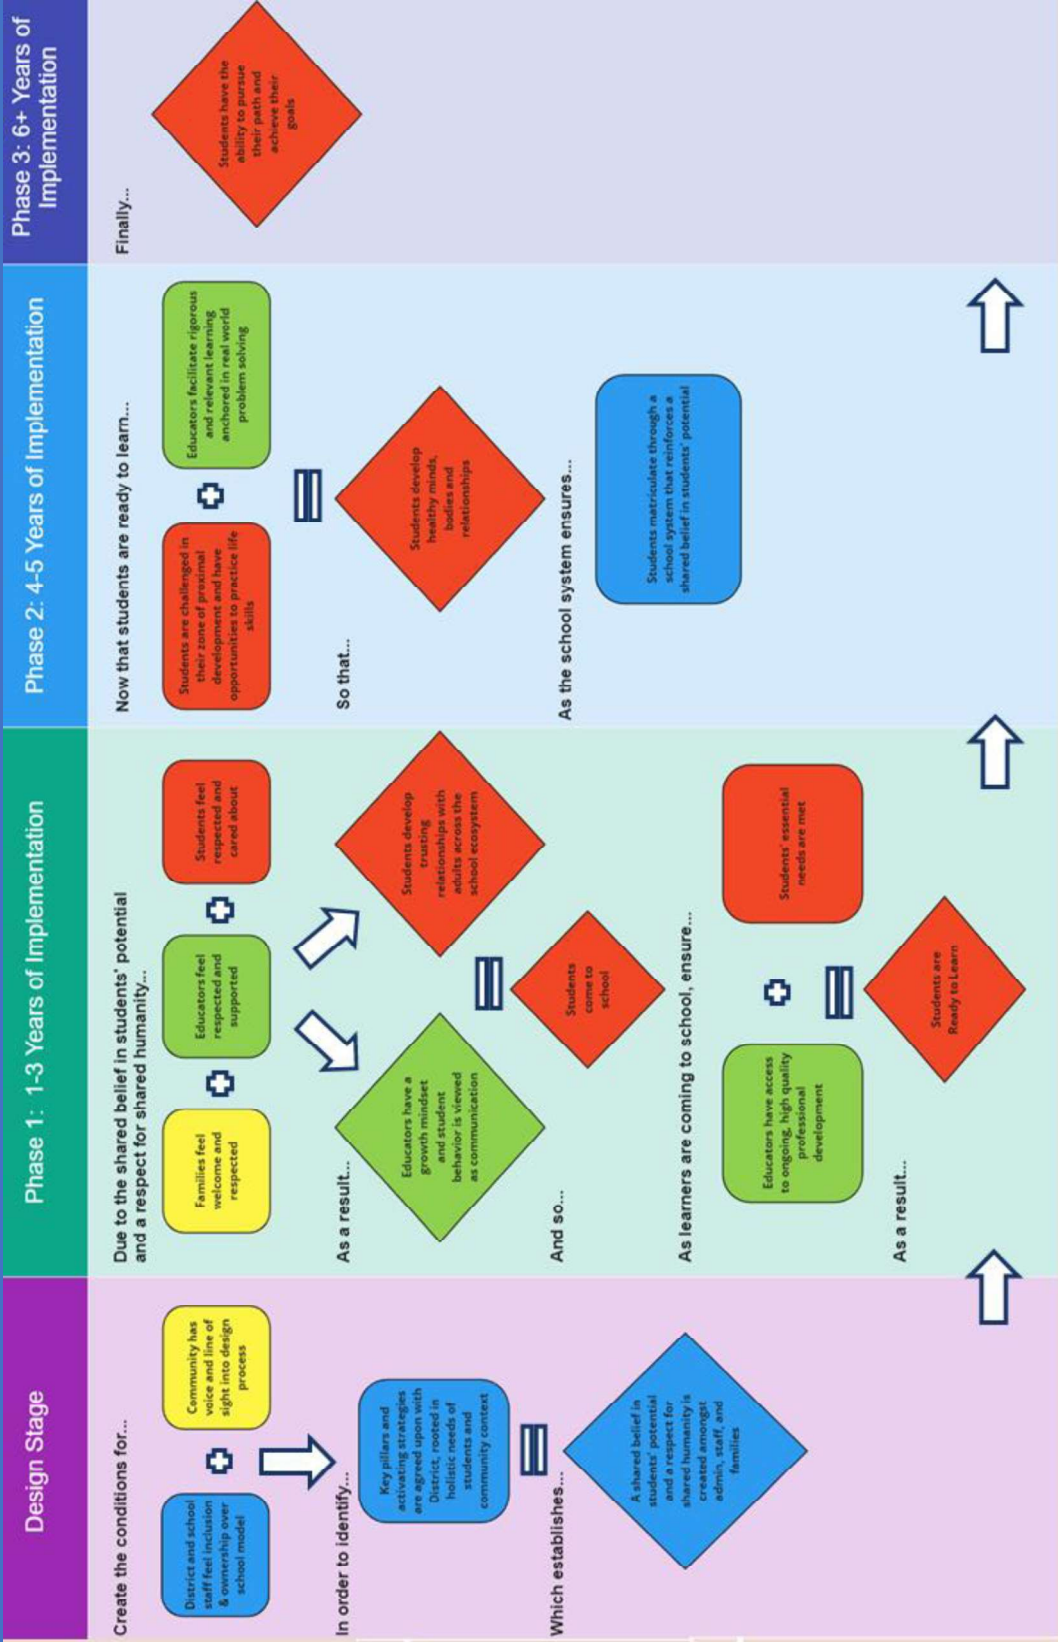 Design Stage
Create the conditions for...
District and school
staff feel inclusion
& ownership over
school model
Community has
voice and line of
sight into design
process
In order to identify...
Key pillars and
activating strategies
are agreed upon with
District, rooted in
holistic needs of
students and
community context
Which establishes...
A shared belief in
students' potential
and a respect for
shared humanity is
created amongst
admin, staff, and
families
Phase 1: 1-3 Years of Implementation
Due to the shared belief in students' potential
and a respect for shared humanity...
Families feel
welcome and
respected
Educators feel
respected and
supported
Students feel
respected and
cared about
As a result...
Educators have a
growth mindset
and student
behavior is viewed
as communication
Students develop
trusting
relationships with
adults across the
school ecosystem
And so...
Students
come to
school
As learners are coming to school, ensure...
Educators have access
to ongoing, high quality
professional
development
Students' essential
needs are met
As a result...
Students are
Ready to Learn
Phase 2: 4-5 Years of Implementation
Now that students are ready to learn...
Students are challenged in
their zone of proximal
development and have
opportunities to practice life
skills
Educators facilitate rigorous
and relevant learning
anchored in real world
problem solving
So that...
Students develop
healthy minds,
bodies and
relationships
As the school system ensures...
Students matriculate through a
school system that reinforces a
shared belief in students' potential
Phase 3: 6+ Years of
Implementation
Finally...
Students have the
ability to pursue
their path and
achieve their
goals